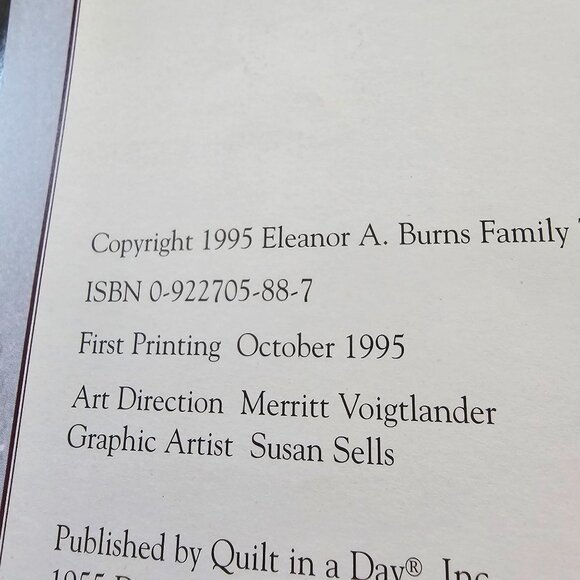 Copyright 1995 Eleanor A. Burns Family
ISBN 0-922705-88-7
First Printing October 1995
Art Direction Merritt Voigtlander
Graphic Artist Susan Sells
Published by Quilt in a Day® Inc
1955